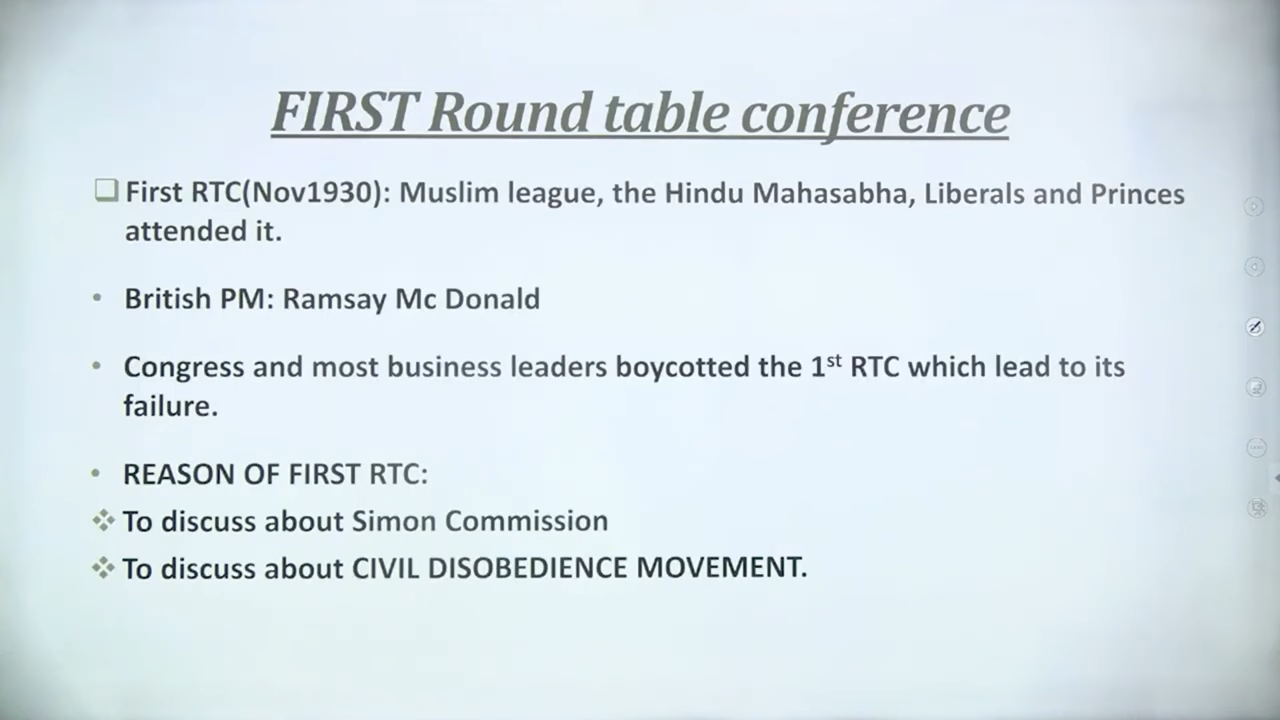 FIRST Round table conference
First RTC(Nov1930): Muslim league, the Hindu Mahasabha, Liberals and Princes
attended it.
British PM: Ramsay Mc Donald
Congress and most business leaders boycotted the 1st RTC which lead to its
failure.
REASON OF FIRST RTC:
To discuss about Simon Commission
To discuss about CIVIL DISOBEDIENCE MOVEMENT.